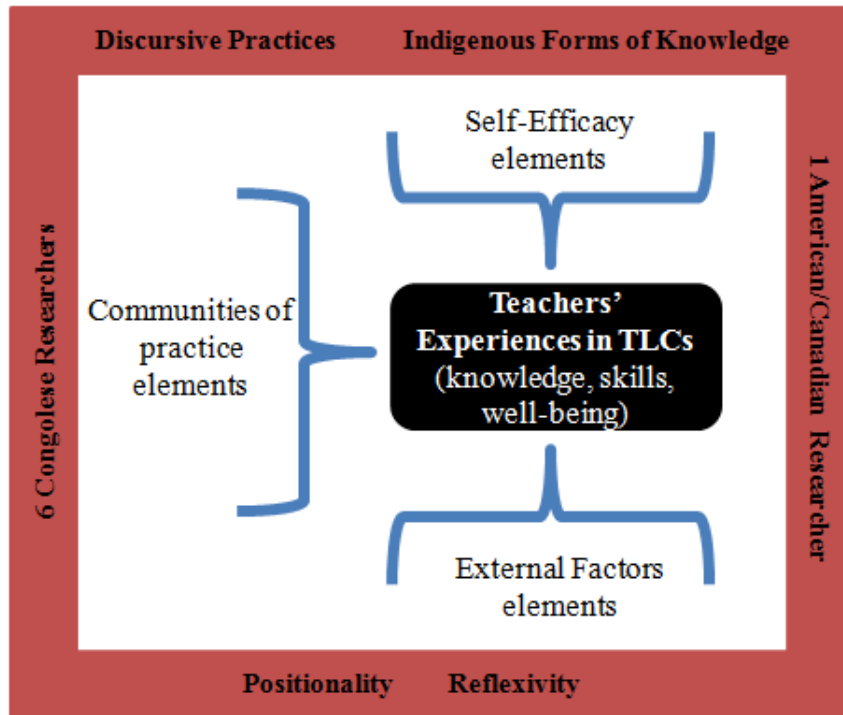 Discursive Practices
Indigenous Forms of Knowledge
Self-Efficacy
elements
6 Congolese Researchers
Communities of
practice
elements
Teachers’
Experiences in TLCs
(knowledge, skills,
well-being)
1 American/Canadian Researcher
External Factors
elements
Positionality
Reflexivity